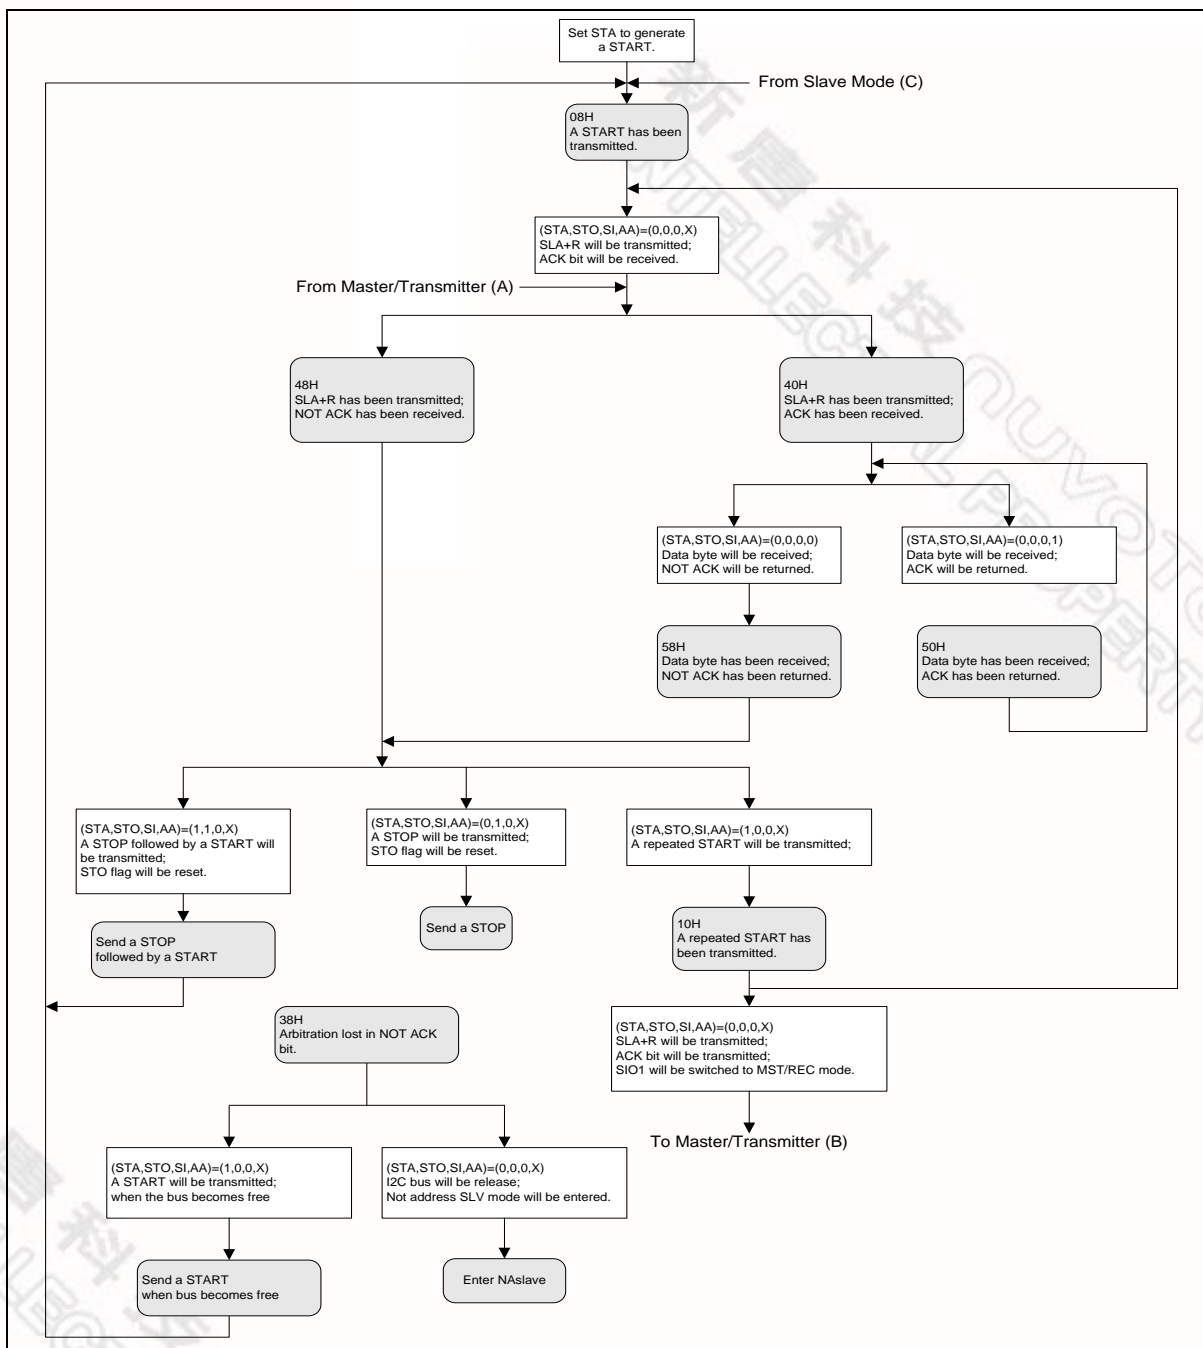 Set STA to generate
a START.
From Slave Mode (C)
08H
A START has been
transmitted.
(STA,STO,SI,AA)=(0,0,0,X)
SLA+R will be transmitted;
ACK bit will be received.
From Master/Transmitter (A)
48H
SLA+R has been transmitted;
NOT ACK has been received.
40H
SLA+R has been transmitted;
ACK has been received.
(STA,STO,SI,AA)=(0,0,0,0)
Data byte will be received;
NOT ACK will be returned.
(STA,STO,SI,AA)=(0,0,0,1)
Data byte will be received;
ACK will be returned.
58H
Data byte has been received;
NOT ACK has been returned.
50H
Data byte has been received;
ACK has been returned.
(STA,STO,SI,AA)=(1,1,0,X)
A STOP followed by a START will
be transmitted;
STO flag will be reset.
(STA,STO,SI,AA)=(0,1,0,X)
A STOP will be transmitted;
STO flag will be reset.
(STA,STO,SI,AA)=(1,0,0,X)
A repeated START will be transmitted;
Send a STOP
followed by a START
Send a STOP
10H
A repeated START has
been transmitted.
38H
Arbitration lost in NOT ACK
bit.
(STA,STO,SI,AA)=(0,0,0,X)
SLA+R will be transmitted;
ACK bit will be transmitted;
SIO1 will be switched to MST/REC mode.
To Master/Transmitter (B)
(STA,STO,SI,AA)=(1,0,0,X)
A START will be transmitted;
when the bus becomes free
(STA,STO,SI,AA)=(0,0,0,X)
I2C bus will be release;
Not address SLV mode will be entered.
Send a START
when bus becomes free
Enter NAslave
新唐科技 nuvoTo
INTELLECTUAL PROPERTY
唐科技